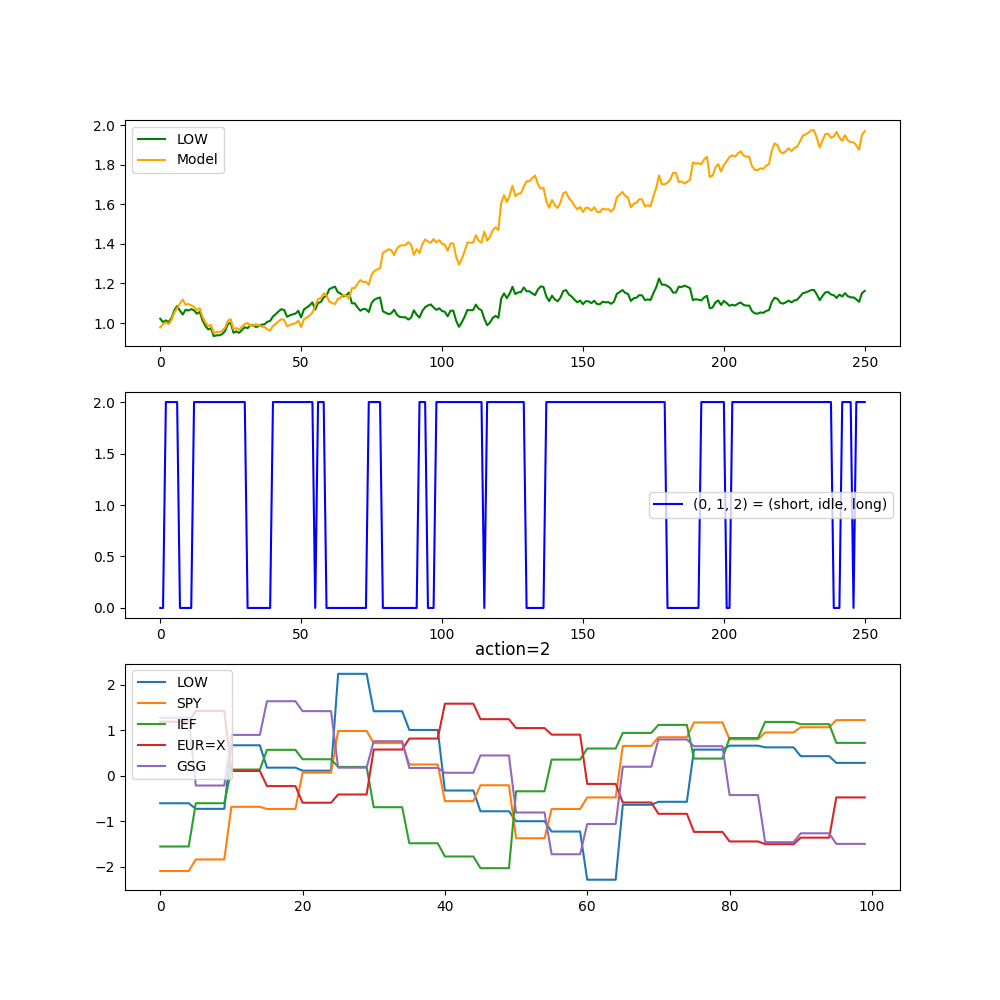 2.0
1.8
1.6
1.4
1.2
1.0
LOW
Model
0 50 100 150 200 250
2.0
1.5
1.0
0.5
0.0
(0, 1, 2) = (short, idle, long)
0 50 100 150 200 250
action=2
2
1
0
−1
−2
LOW
SPY
IEF
EUR=X
GSG
0 20 40 60 80 100